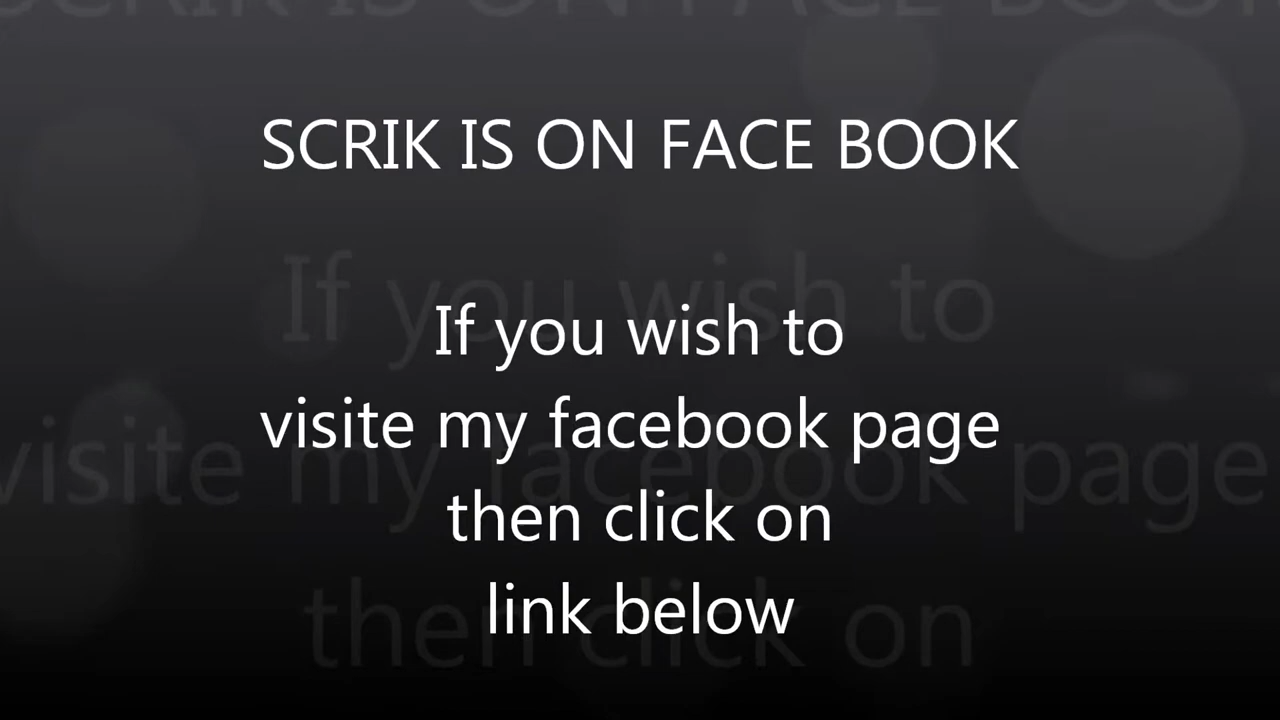 SCRIK IS ON FACE BOOK
If you wish to
visite my facebook page
then click on
link below